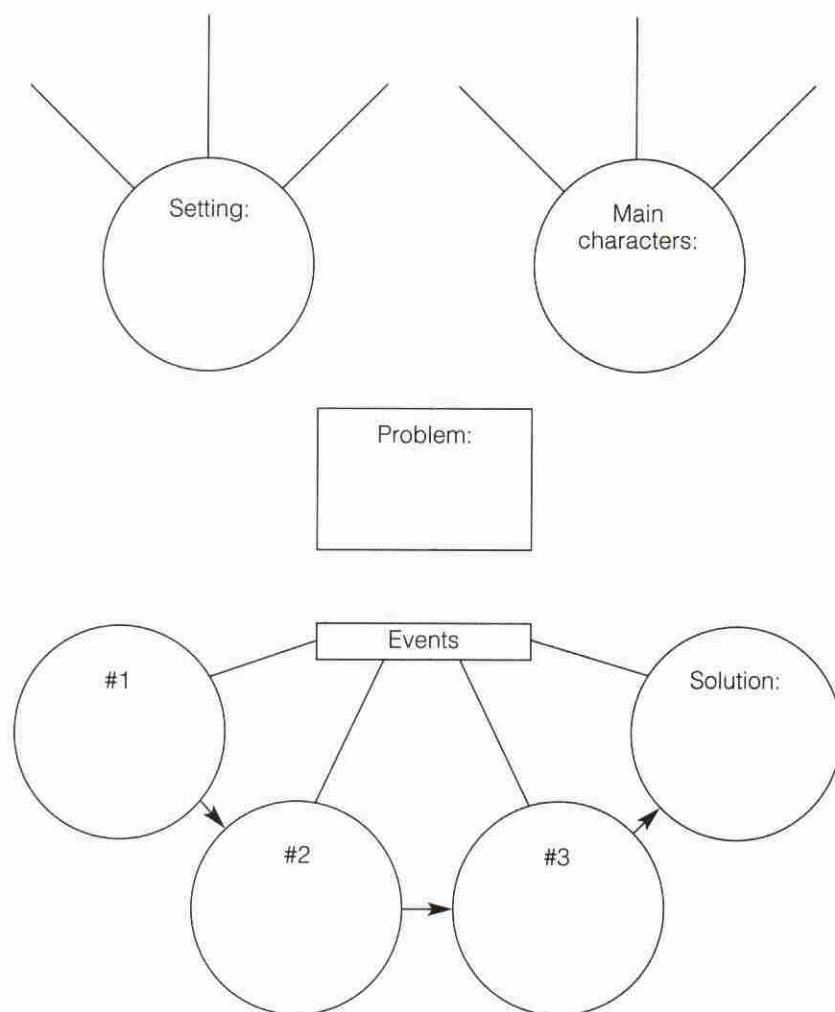 Setting:
Main
characters:
Problem:
Events
#1
Solution:
#2
#3